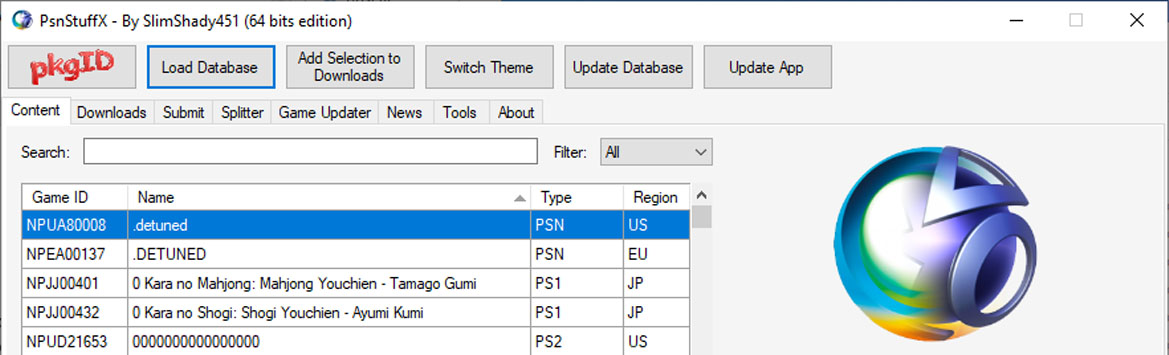 PsnStuffX - By SlimShady451 (64 bits edition)
pkgID
Load Database
Add Selection to
Downloads
Switch Theme
Update Database
Update App
Content Downloads Submit Splitter Game Updater News Tools About
Search: Filter: All
Game ID Name Type Region
NPUA80008 .detuned PSN US
NPEA00137 .DETUNED PSN EU
NPJJ00401 0 Kara no Mahjong: Mahjong Youchien - Tamago Gumi PS1 JP
NPJJ00432 0 Kara no Shogi: Shogi Youchien - Ayumi Kumi PS1 JP
NPUD21653 0000000000000000 PS2 US